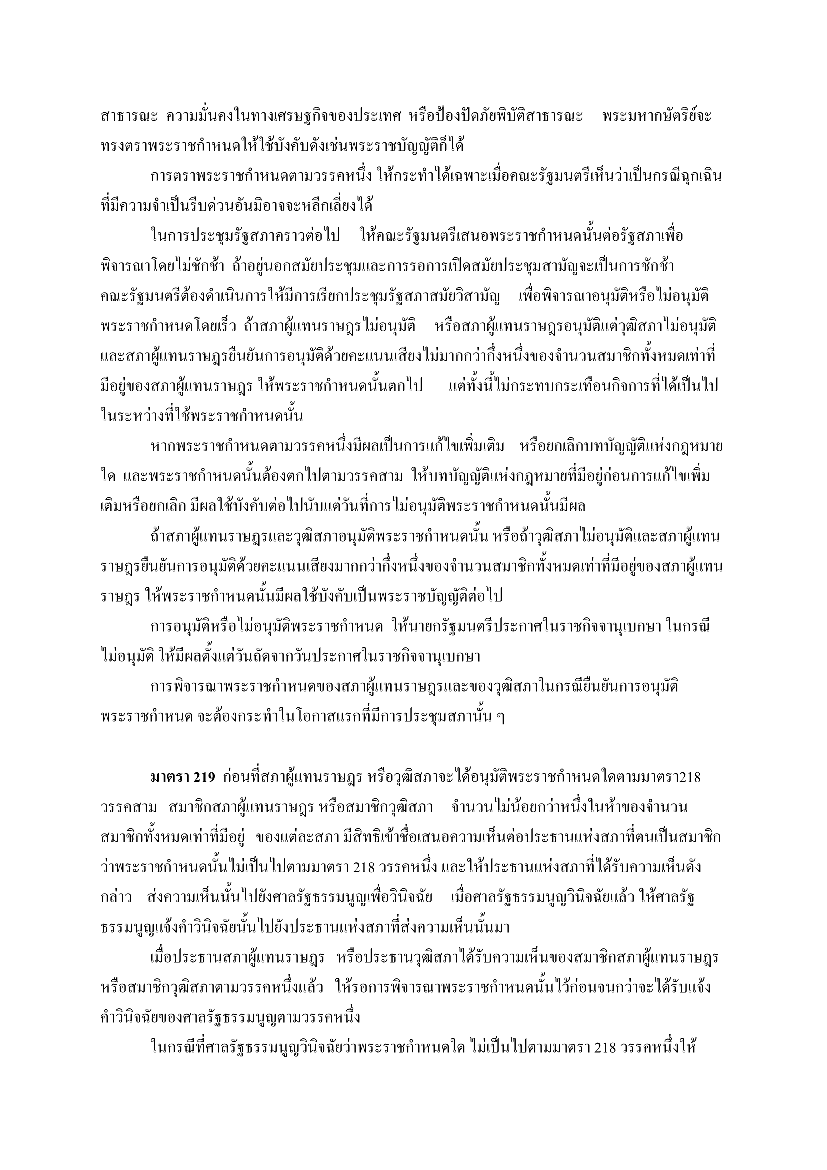 สาธารณะ ความมั่นคงในทางเศรษฐกิจของประเทศ หรือป้องปัดภัยพิบัติสาธารณะ พระมหากษัตริย์จะ
ทรงตราพระราชกำหนดให้ใช้บังคับดังเช่นพระราชบัญญัติก็ได้
การตราพระราชกำหนดตามวรรคหนึ่ง ให้กระทำได้เฉพาะเมื่อคณะรัฐมนตรีเห็นว่าเป็นกรณีฉุกเฉิน
ที่มีความจำเป็นรีบด่วนอันมิอาจจะหลีกเลี่ยงได้
ในการประชุมรัฐสภาคราวต่อไป ให้คณะรัฐมนตรีเสนอพระราชกำหนดนั้นต่อรัฐสภาเพื่อ
พิจารณาโดยไม่ชักช้า ถ้าอยู่นอกสมัยประชุมและการรอการเปิดสมัยประชุมสามัญจะเป็นการชักช้า
คณะรัฐมนตรีต้องดำเนินการให้มีการเรียกประชุมรัฐสภาสมัยวิสามัญ เพื่อพิจารณาอนุมัติหรือไม่อนุมัติ
พระราชกำหนดโดยเร็ว ถ้าสภาผู้แทนราษฎรไม่อนุมัติ หรือสภาผู้แทนราษฎรอนุมัติแต่วุฒิสภาไม่อนุมัติ
และสภาผู้แทนราษฎรยืนยันการอนุมัติด้วยคะแนนเสียงไม่มากกว่ากึ่งหนึ่งของจำนวนสมาชิกทั้งหมดเท่าที่
มีอยู่ของสภาผู้แทนราษฎร ให้พระราชกำหนดนั้นตกไป แต่ทั้งนี้ไม่กระทบกระเทือนกิจการที่ได้เป็นไป
ในระหว่างที่ใช้พระราชกำหนดนั้น
หากพระราชกำหนดตามวรรคหนึ่งมีผลเป็นการแก้ไขเพิ่มเติม หรือยกเลิกบทบัญญัติแห่งกฎหมาย
ใด และพระราชกำหนดนั้นต้องตกไปตามวรรคสาม ให้บทบัญญัติแห่งกฎหมายที่มีอยู่ก่อนการแก้ไขเพิ่ม
เติมหรือยกเลิก มีผลใช้บังคับต่อไปนับแต่วันที่การไม่อนุมัติพระราชกำหนดนั้นมีผล
ถ้าสภาผู้แทนราษฎรและวุฒิสภาอนุมัติพระราชกำหนดนั้น หรือถ้าวุฒิสภาไม่อนุมัติและสภาผู้แทน
ราษฎรยืนยันการอนุมัติด้วยคะแนนเสียงมากกว่ากึ่งหนึ่งของจำนวนสมาชิกทั้งหมดเท่าที่มีอยู่ของสภาผู้แทน
ราษฎร ให้พระราชกำหนดนั้นมีผลใช้บังคับเป็นพระราชบัญญัติต่อไป
การอนุมัติหรือไม่อนุมัติพระราชกำหนด ให้นายกรัฐมนตรีประกาศในราชกิจจานุเบกษา ในกรณี
ไม่อนุมัติ ให้มีผลตั้งแต่วันถัดจากวันประกาศในราชกิจจานุเบกษา
การพิจารณาพระราชกำหนดของสภาผู้แทนราษฎรและของวุฒิสภาในกรณียืนยันการอนุมัติ
พระราชกำหนด จะต้องกระทำในโอกาสแรกที่มีการประชุมสภานั้น ๆ
มาตรา 219 ก่อนที่สภาผู้แทนราษฎร หรือวุฒิสภาจะได้อนุมัติพระราชกำหนดใดตามมาตรา218
วรรคสาม สมาชิกสภาผู้แทนราษฎร หรือสมาชิกวุฒิสภา จำนวนไม่น้อยกว่าหนึ่งในห้าของจำนวน
สมาชิกทั้งหมดเท่าที่มีอยู่ ของแต่ละสภา มีสิทธิเข้าชื่อเสนอความเห็นต่อประธานแห่งสภาที่ตนเป็นสมาชิก
ว่าพระราชกำหนดนั้นไม่เป็นไปตามมาตรา 218 วรรคหนึ่ง และให้ประธานแห่งสภาที่ได้รับความเห็นดัง
กล่าว ส่งความเห็นนั้นไปยังศาลรัฐธรรมนูญเพื่อวินิจฉัย เมื่อศาลรัฐธรรมนูญวินิจฉัยแล้ว ให้ศาลรัฐ
ธรรมนูญแจ้งคำวินิจฉัยนั้นไปยังประธานแห่งสภาที่ส่งความเห็นนั้นมา
เมื่อประธานสภาผู้แทนราษฎร หรือประธานวุฒิสภาได้รับความเห็นของสมาชิกสภาผู้แทนราษฎร
หรือสมาชิกวุฒิสภาตามวรรคหนึ่งแล้ว ให้รอการพิจารณาพระราชกำหนดนั้นไว้ก่อนจนกว่าจะได้รับแจ้ง
คำวินิจฉัยของศาลรัฐธรรมนูญตามวรรคหนึ่ง
ในกรณีที่ศาลรัฐธรรมนูญวินิจฉัยว่าพระราชกำหนดใด ไม่เป็นไปตามมาตรา 218 วรรคหนึ่งให้